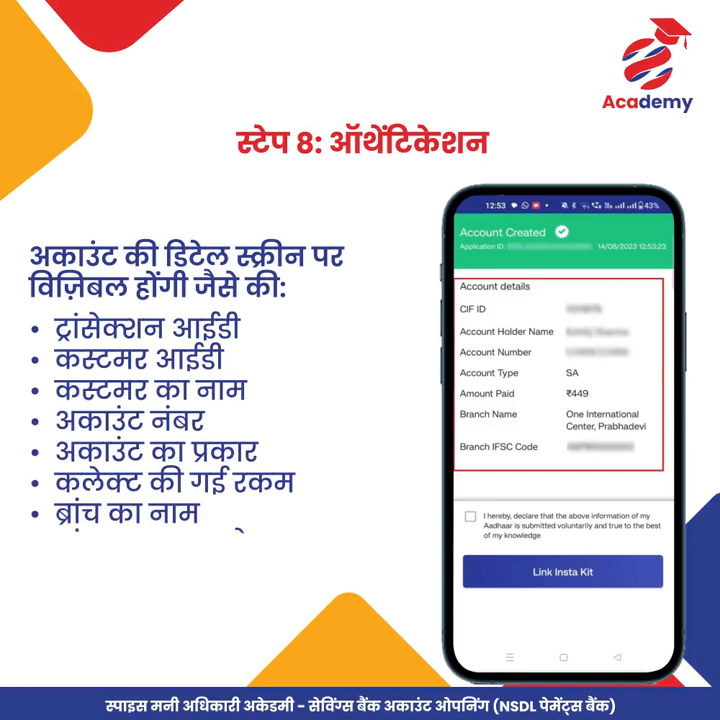 Academy
स्टेप 8: ऑथेंटिकेशन
अकाउंट की डिटेल स्क्रीन पर
विज़िबल होंगी जैसे की:
• ट्रांसेक्शन आईडी
• कस्टमर आईडी
• कस्टमर का नाम
• अकाउंट नंबर
• अकाउंट का प्रकार
• कलेक्ट की गई रकम
• ब्रांच का नाम
12:53 43%
Account Created
Application ID: 14/08/2023 12:53:23
Account details
CIF ID
Account Holder Name
Account Number
Account Type SA
Amount Paid ₹449
Branch Name One International
Center, Prabhadevi
Branch IFSC Code
I hereby, declare that the above information of my
Aadhaar is submitted voluntarily and true to the best
of my knowledge
Link Insta Kit
स्पाइस मनी अधिकारी अकेडमी - सेविंग्स बैंक अकाउंट ओपनिंग (NSDL पेमेंट्स बैंक)